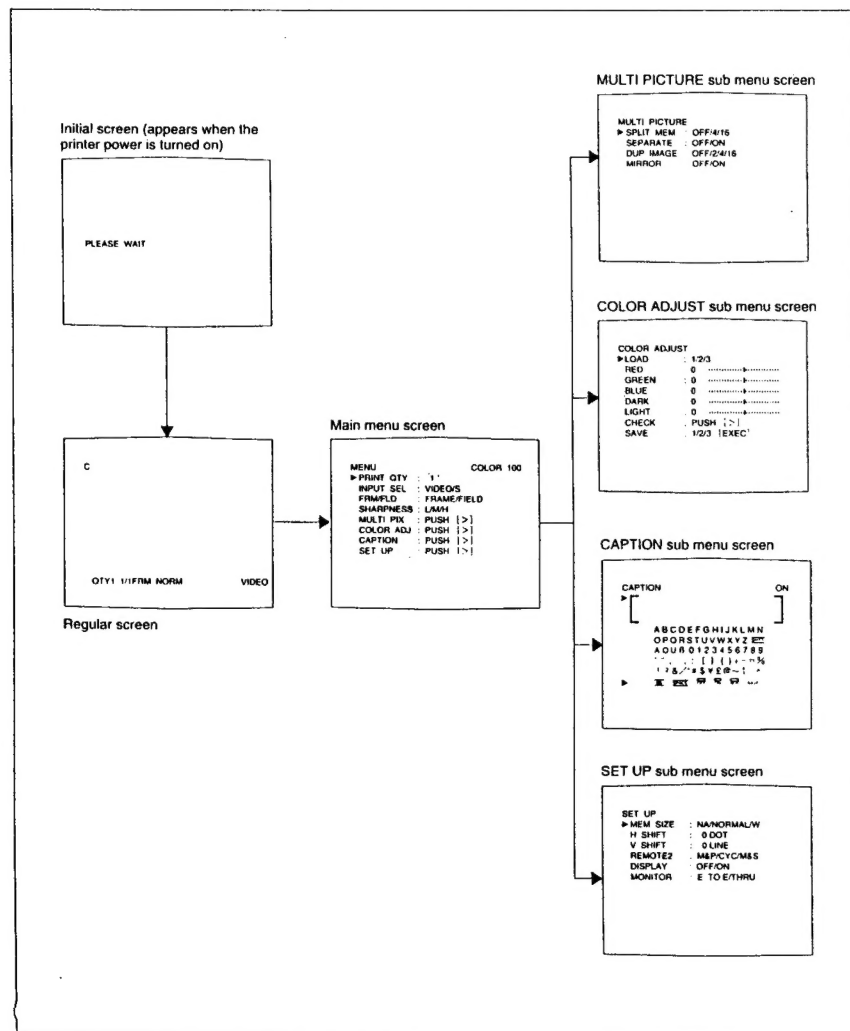 Initial screen (appears when the
printer power is turned on)
PLEASE WAIT
C
QTY1 1/1FRM NORM VIDEO
Regular screen
Main menu screen
MENU COLOR 100
▶PRINT QTY : '1'
INPUT SEL : VIDEO/S
FRM/FLD : FRAME/FIELD
SHARPNESS : L/M/H
MULTI PIX : PUSH [>]
COLOR ADJ : PUSH [>]
CAPTION : PUSH [>]
SET UP : PUSH [>]
MULTI PICTURE sub menu screen
MULTI PICTURE
▶ SPLIT MEM : OFF/4/16
SEPARATE : OFF/ON
DUP IMAGE : OFF/2/4/16
MIRROR OFF/ON
COLOR ADJUST sub menu screen
COLOR ADJUST
▶LOAD : 1/2/3
RED 0
GREEN : 0
BLUE 0
DARK 0
LIGHT : 0
CHECK : PUSH [>]
SAVE : 1/2/3 [EXEC]
CAPTION sub menu screen
CAPTION ON
▶[ ]
ABCDEFGHIJKLMN
OPQRSTUVWXYZ
AOUß0123456789
SET UP sub menu screen
SET UP
▶MEM SIZE : NA/NORMAL/W
H SHIFT : 0 DOT
V SHIFT : 0 LINE
REMOTE2 : M&P/CYC/M&S
DISPLAY : OFF/ON
MONITOR : E TO E/THRU